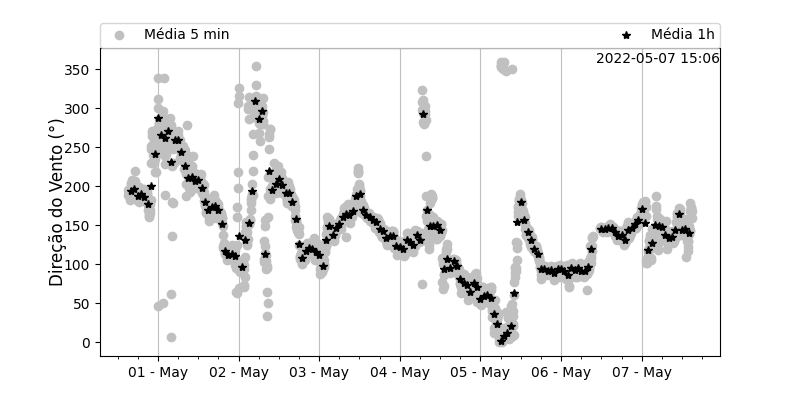 Média 5 min
Média 1h
2022-05-07 15:06
Direção do Vento (°)
350
300
250
200
150
100
50
0
01 - May
02 - May
03 - May
04 - May
05 - May
06 - May
07 - May